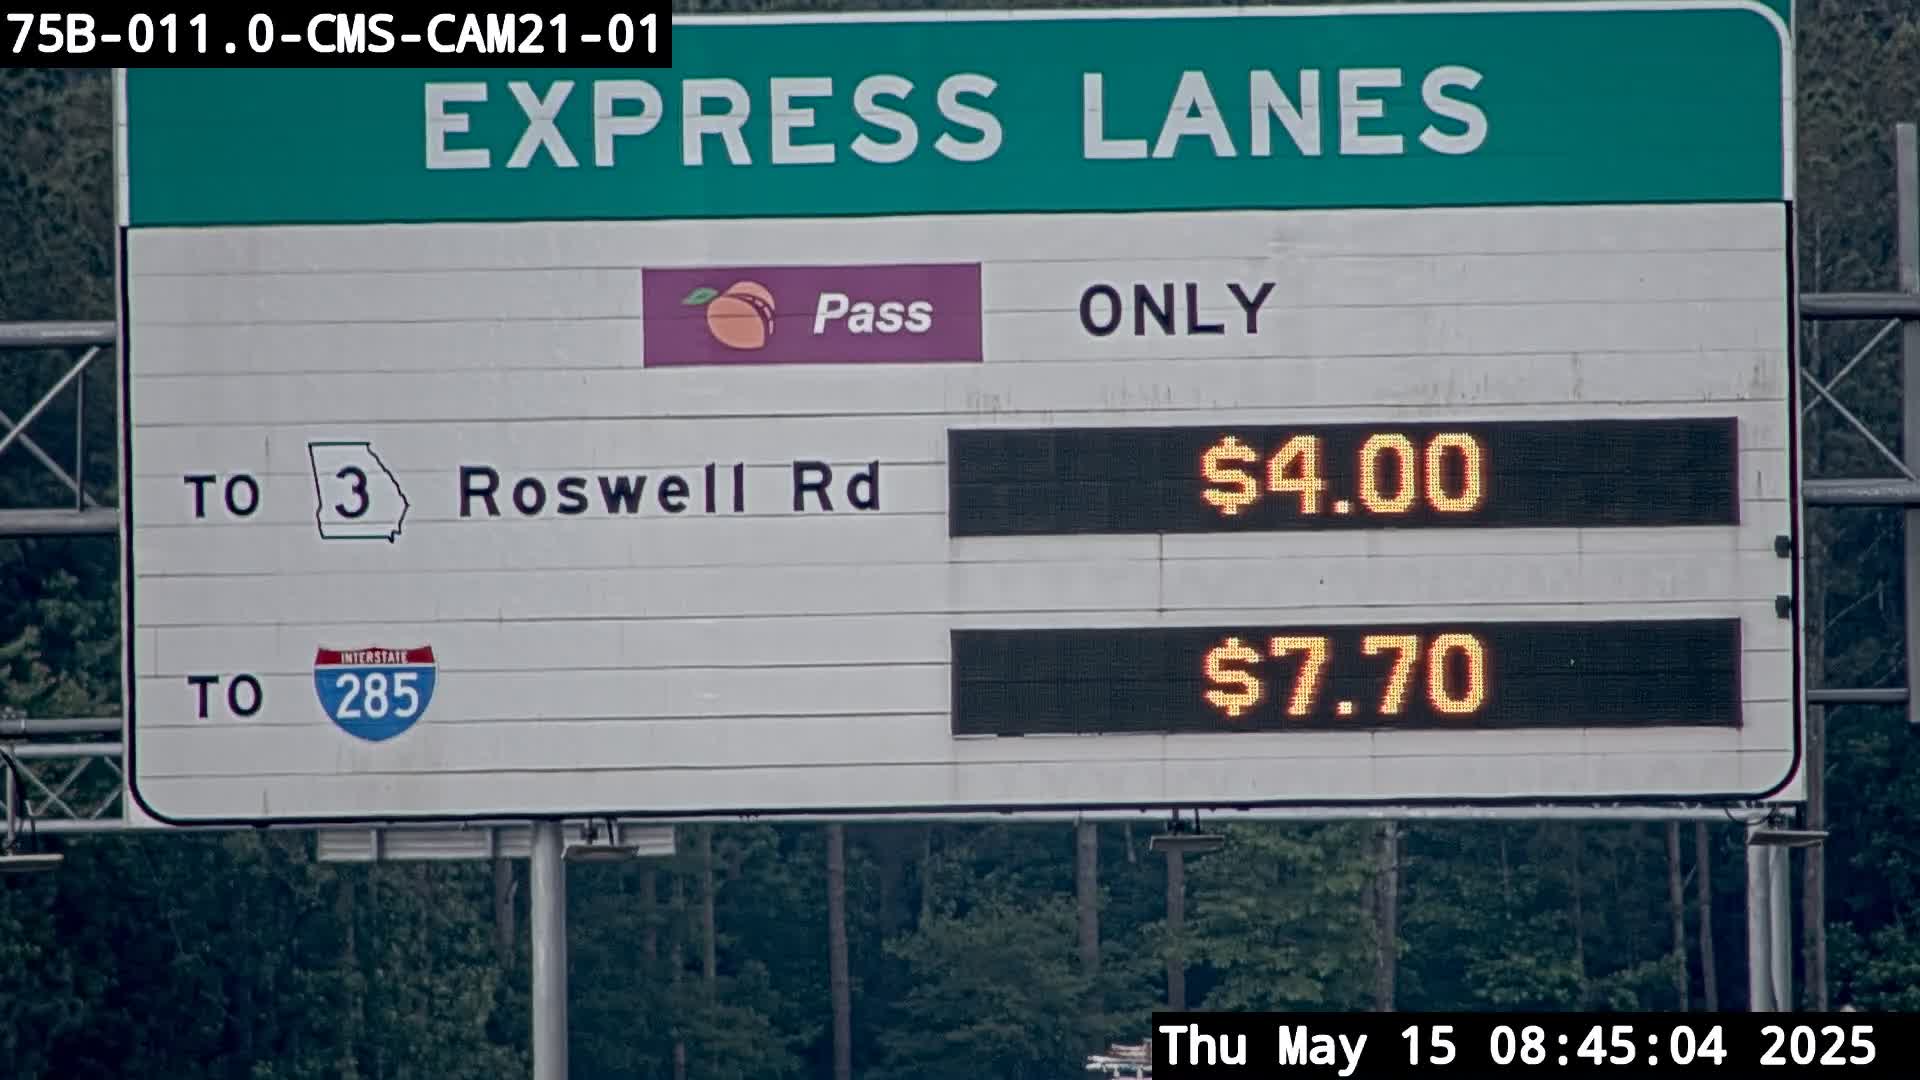 75B-011.0-CMS-CAM21-01
EXPRESS LANES
Pass ONLY
TO 3 Roswell Rd $4.00
INTERSTATE
TO 285 $7.70
Thu May 15 08:45:04 2025